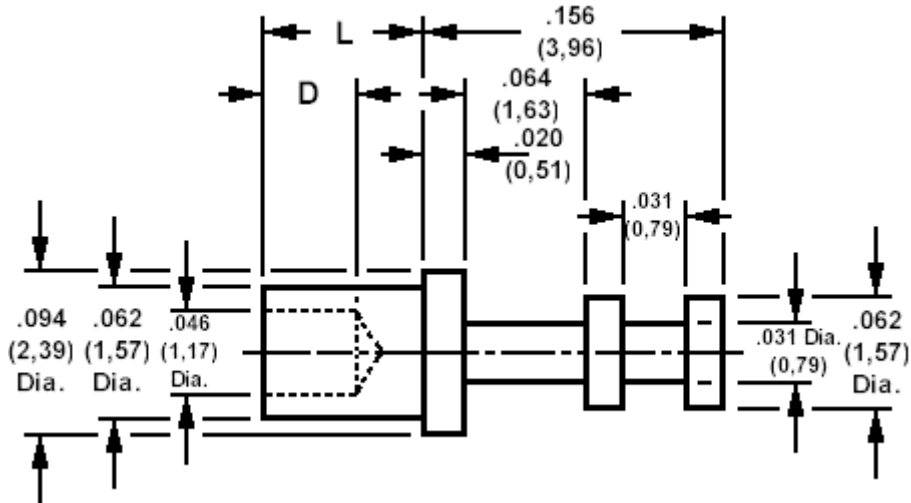 L
.156
(3,96)
D
.064
(1,63)
.020
(0,51)
.031
(0,79)
.094
(2,39)
Dia.
.062
(1,57)
Dia.
.046
(1,17)
Dia.
.031 Dia.
(0,79)
.062
(1,57)
Dia.